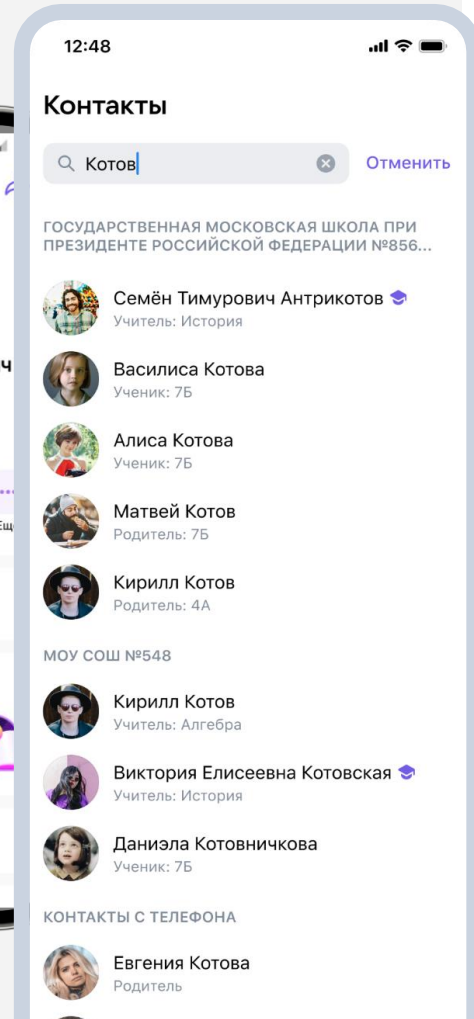 12:48
Контакты
Котов
Отменить
ГОСУДАРСТВЕННАЯ МОСКОВСКАЯ ШКОЛА ПРИ
ПРЕЗИДЕНТЕ РОССИЙСКОЙ ФЕДЕРАЦИИ №856...
Семён Тимурович Антрикотов
Учитель: История
Василиса Котова
Ученик: 7Б
Алиса Котова
Ученик: 7Б
Матвей Котов
Родитель: 7Б
Кирилл Котов
Родитель: 4А
МОУ СОШ №548
Кирилл Котов
Учитель: Алгебра
Виктория Елисеевна Котовская
Учитель: История
Даниэла Котовничкова
Ученик: 7Б
КОНТАКТЫ С ТЕЛЕФОНА
Евгения Котова
Родитель